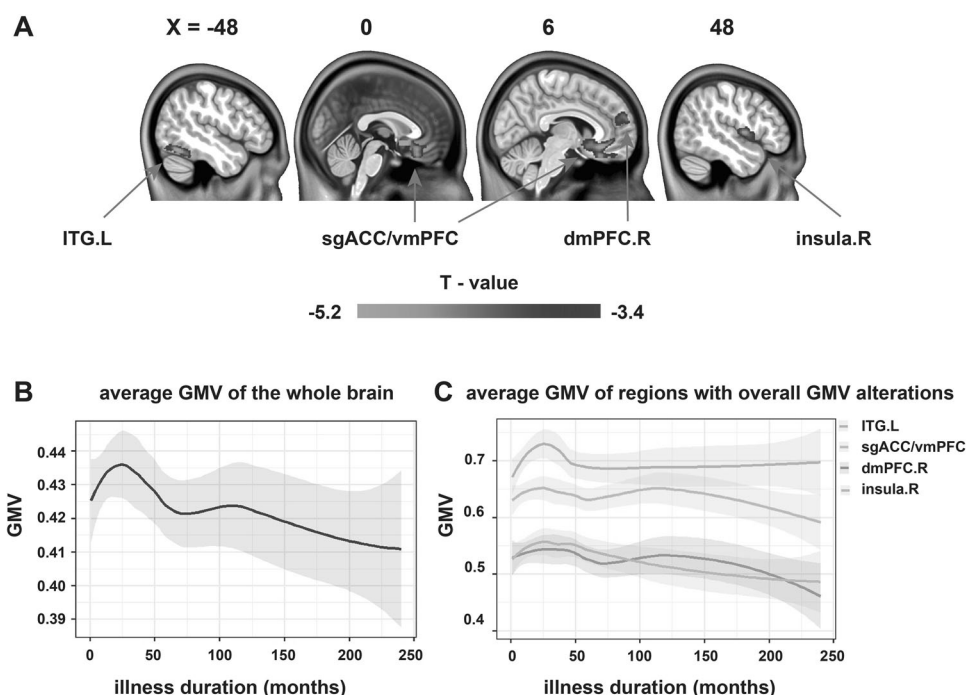 A
X = -48 0 6 48
ITG.L sgACC/vmPFC dmPFC.R insula.R
T - value
-5.2 -3.4
B average GMV of the whole brain
GMV
0.44
0.43
0.42
0.41
0.40
0.39
0 50 100 150 200 250
illness duration (months)
C average GMV of regions with overall GMV alterations
GMV
0.7
0.6
0.5
0.4
0 50 100 150 200 250
illness duration (months)
ITG.L
sgACC/vmPFC
dmPFC.R
insula.R